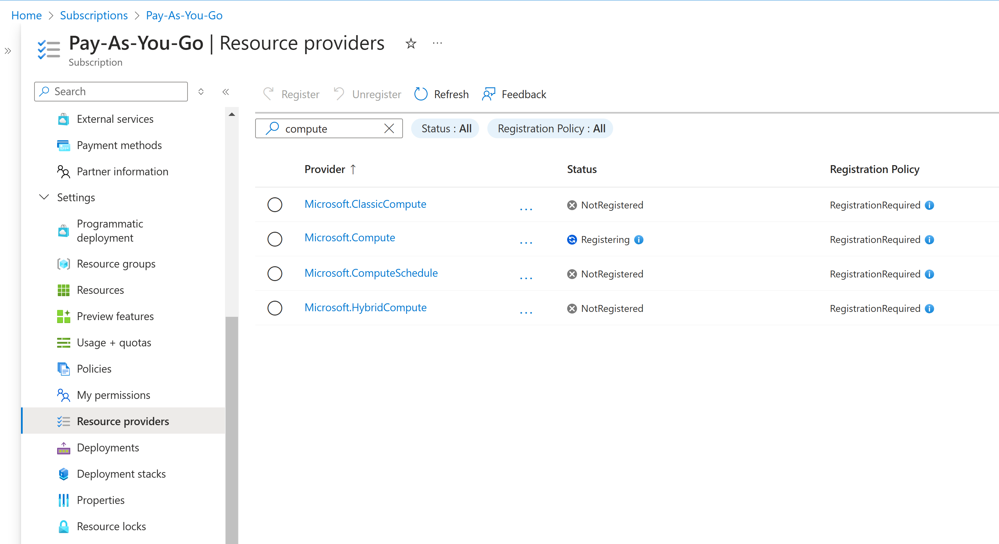 Home > Subscriptions > Pay-As-You-Go
Pay-As-You-Go | Resource providers
Subscription
Search
External services
Payment methods
Partner information
Settings
Programmatic
deployment
Resource groups
Resources
Preview features
Usage + quotas
Policies
My permissions
Resource providers
Deployments
Deployment stacks
Properties
Resource locks
Register Unregister Refresh Feedback
compute Status : All Registration Policy : All
Provider ↑ Status Registration Policy
Microsoft.ClassicCompute ... NotRegistered RegistrationRequired
Microsoft.Compute ... Registering RegistrationRequired
Microsoft.ComputeSchedule ... NotRegistered RegistrationRequired
Microsoft.HybridCompute ... NotRegistered RegistrationRequired